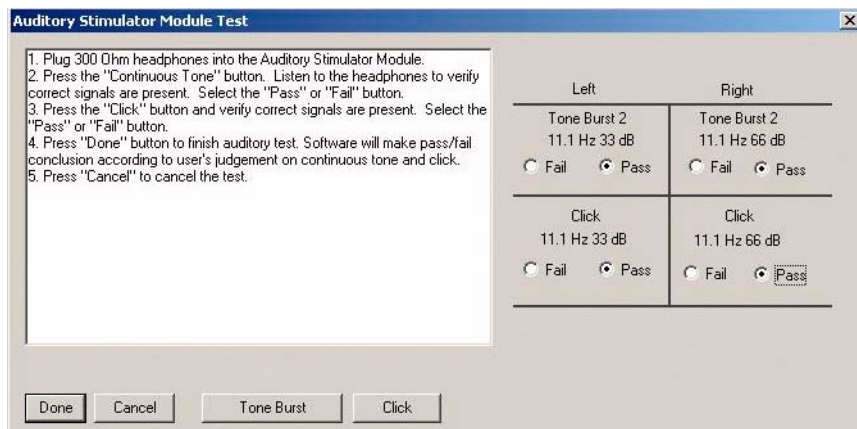 Auditory Stimulator Module Test
1. Plug 300 Ohm headphones into the Auditory Stimulator Module.
2. Press the "Continuous Tone" button.  Listen to the headphones to verify
correct signals are present.  Select the "Pass" or "Fail" button.
3. Press the "Click" button and verify correct signals are present.  Select the
"Pass" or "Fail" button.
4. Press "Done" button to finish auditory test. Software will make pass/fail
conclusion according to user's judgement on continuous tone and click.
5. Press "Cancel" to cancel the test.
Left Right
Tone Burst 2 Tone Burst 2
11.1 Hz 33 dB 11.1 Hz 66 dB
Fail Pass Fail Pass
Click Click
11.1 Hz 33 dB 11.1 Hz 66 dB
Fail Pass Fail Pass
Done Cancel Tone Burst Click